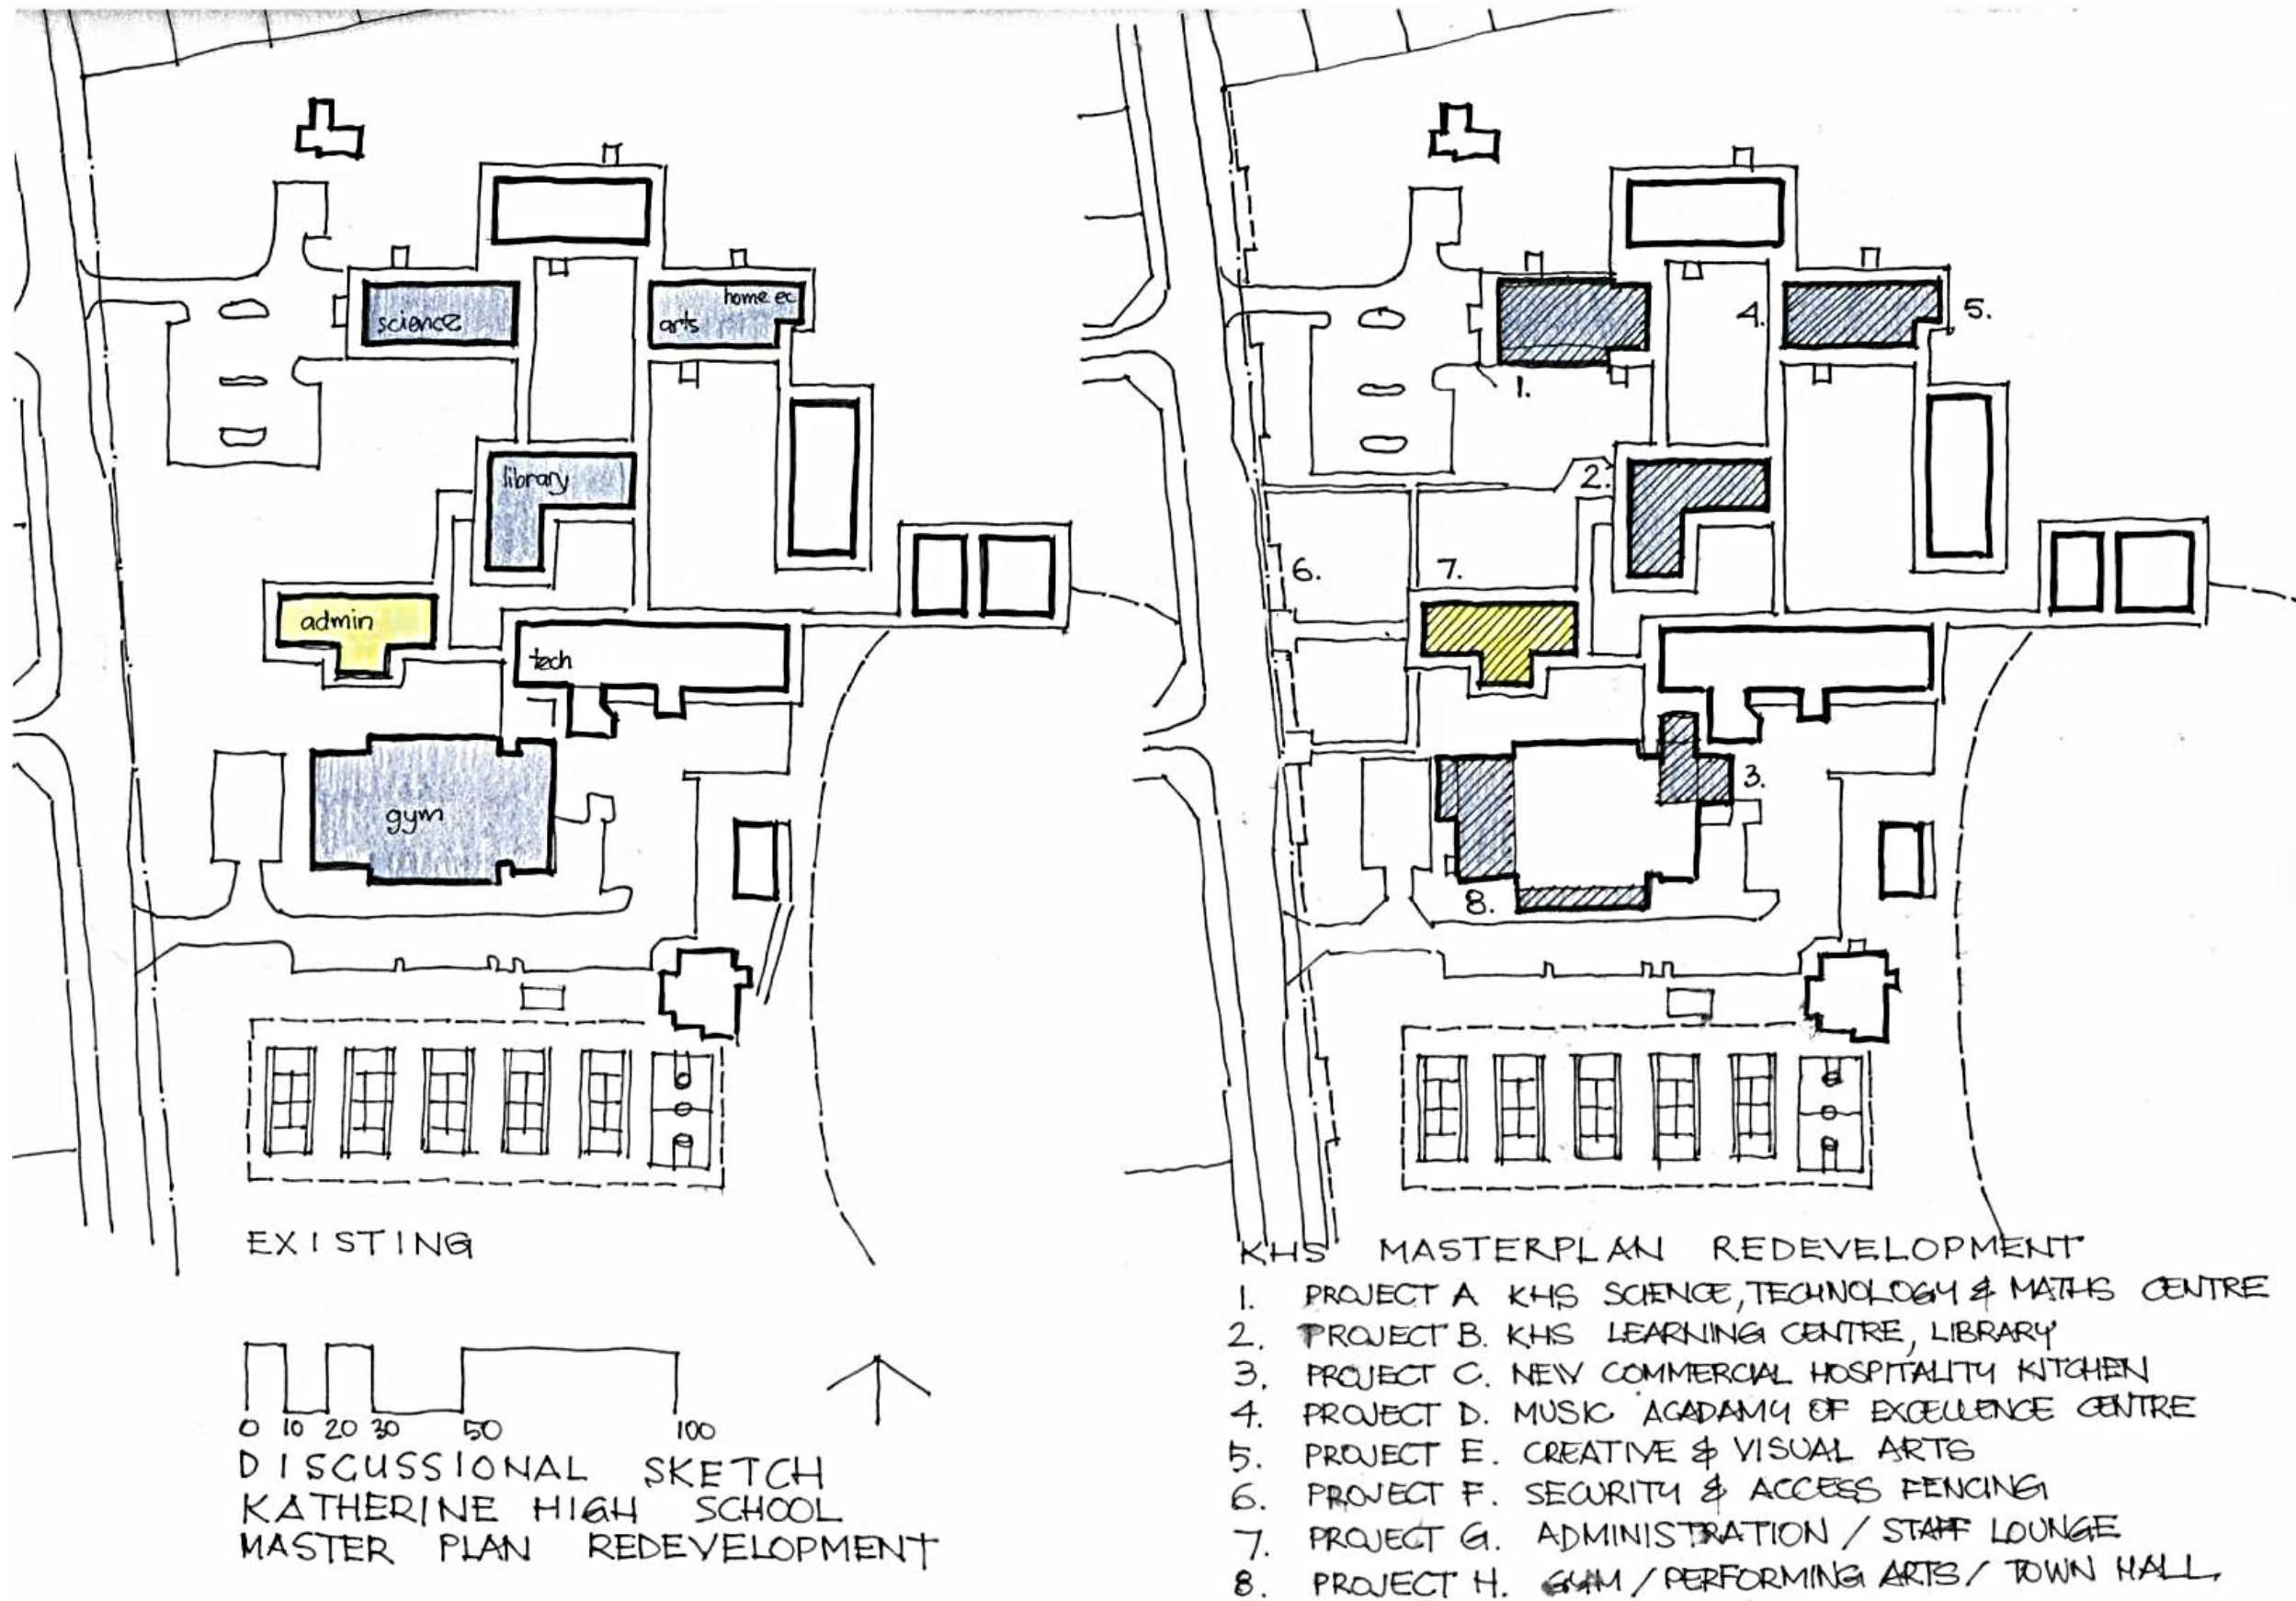 science
home ec
arts
library
admin
tech
gym
EXISTING
0 10 20 30 50 100
DISCUSSIONAL SKETCH
KATHERINE HIGH SCHOOL
MASTER PLAN REDEVELOPMENT
4.
5.
1.
2.
6.
7.
3.
8.
KHS MASTERPLAN REDEVELOPMENT
1. PROJECT A KHS SCIENCE, TECHNOLOGY & MATHS CENTRE
2. PROJECT B. KHS LEARNING CENTRE, LIBRARY
3. PROJECT C. NEW COMMERCIAL HOSPITALITY KITCHEN
4. PROJECT D. MUSIC ACADAMY OF EXCELLENCE CENTRE
5. PROJECT E. CREATIVE & VISUAL ARTS
6. PROJECT F. SECURITY & ACCESS FENCING
7. PROJECT G. ADMINISTRATION / STAFF LOUNGE
8. PROJECT H. GYM / PERFORMING ARTS / TOWN HALL